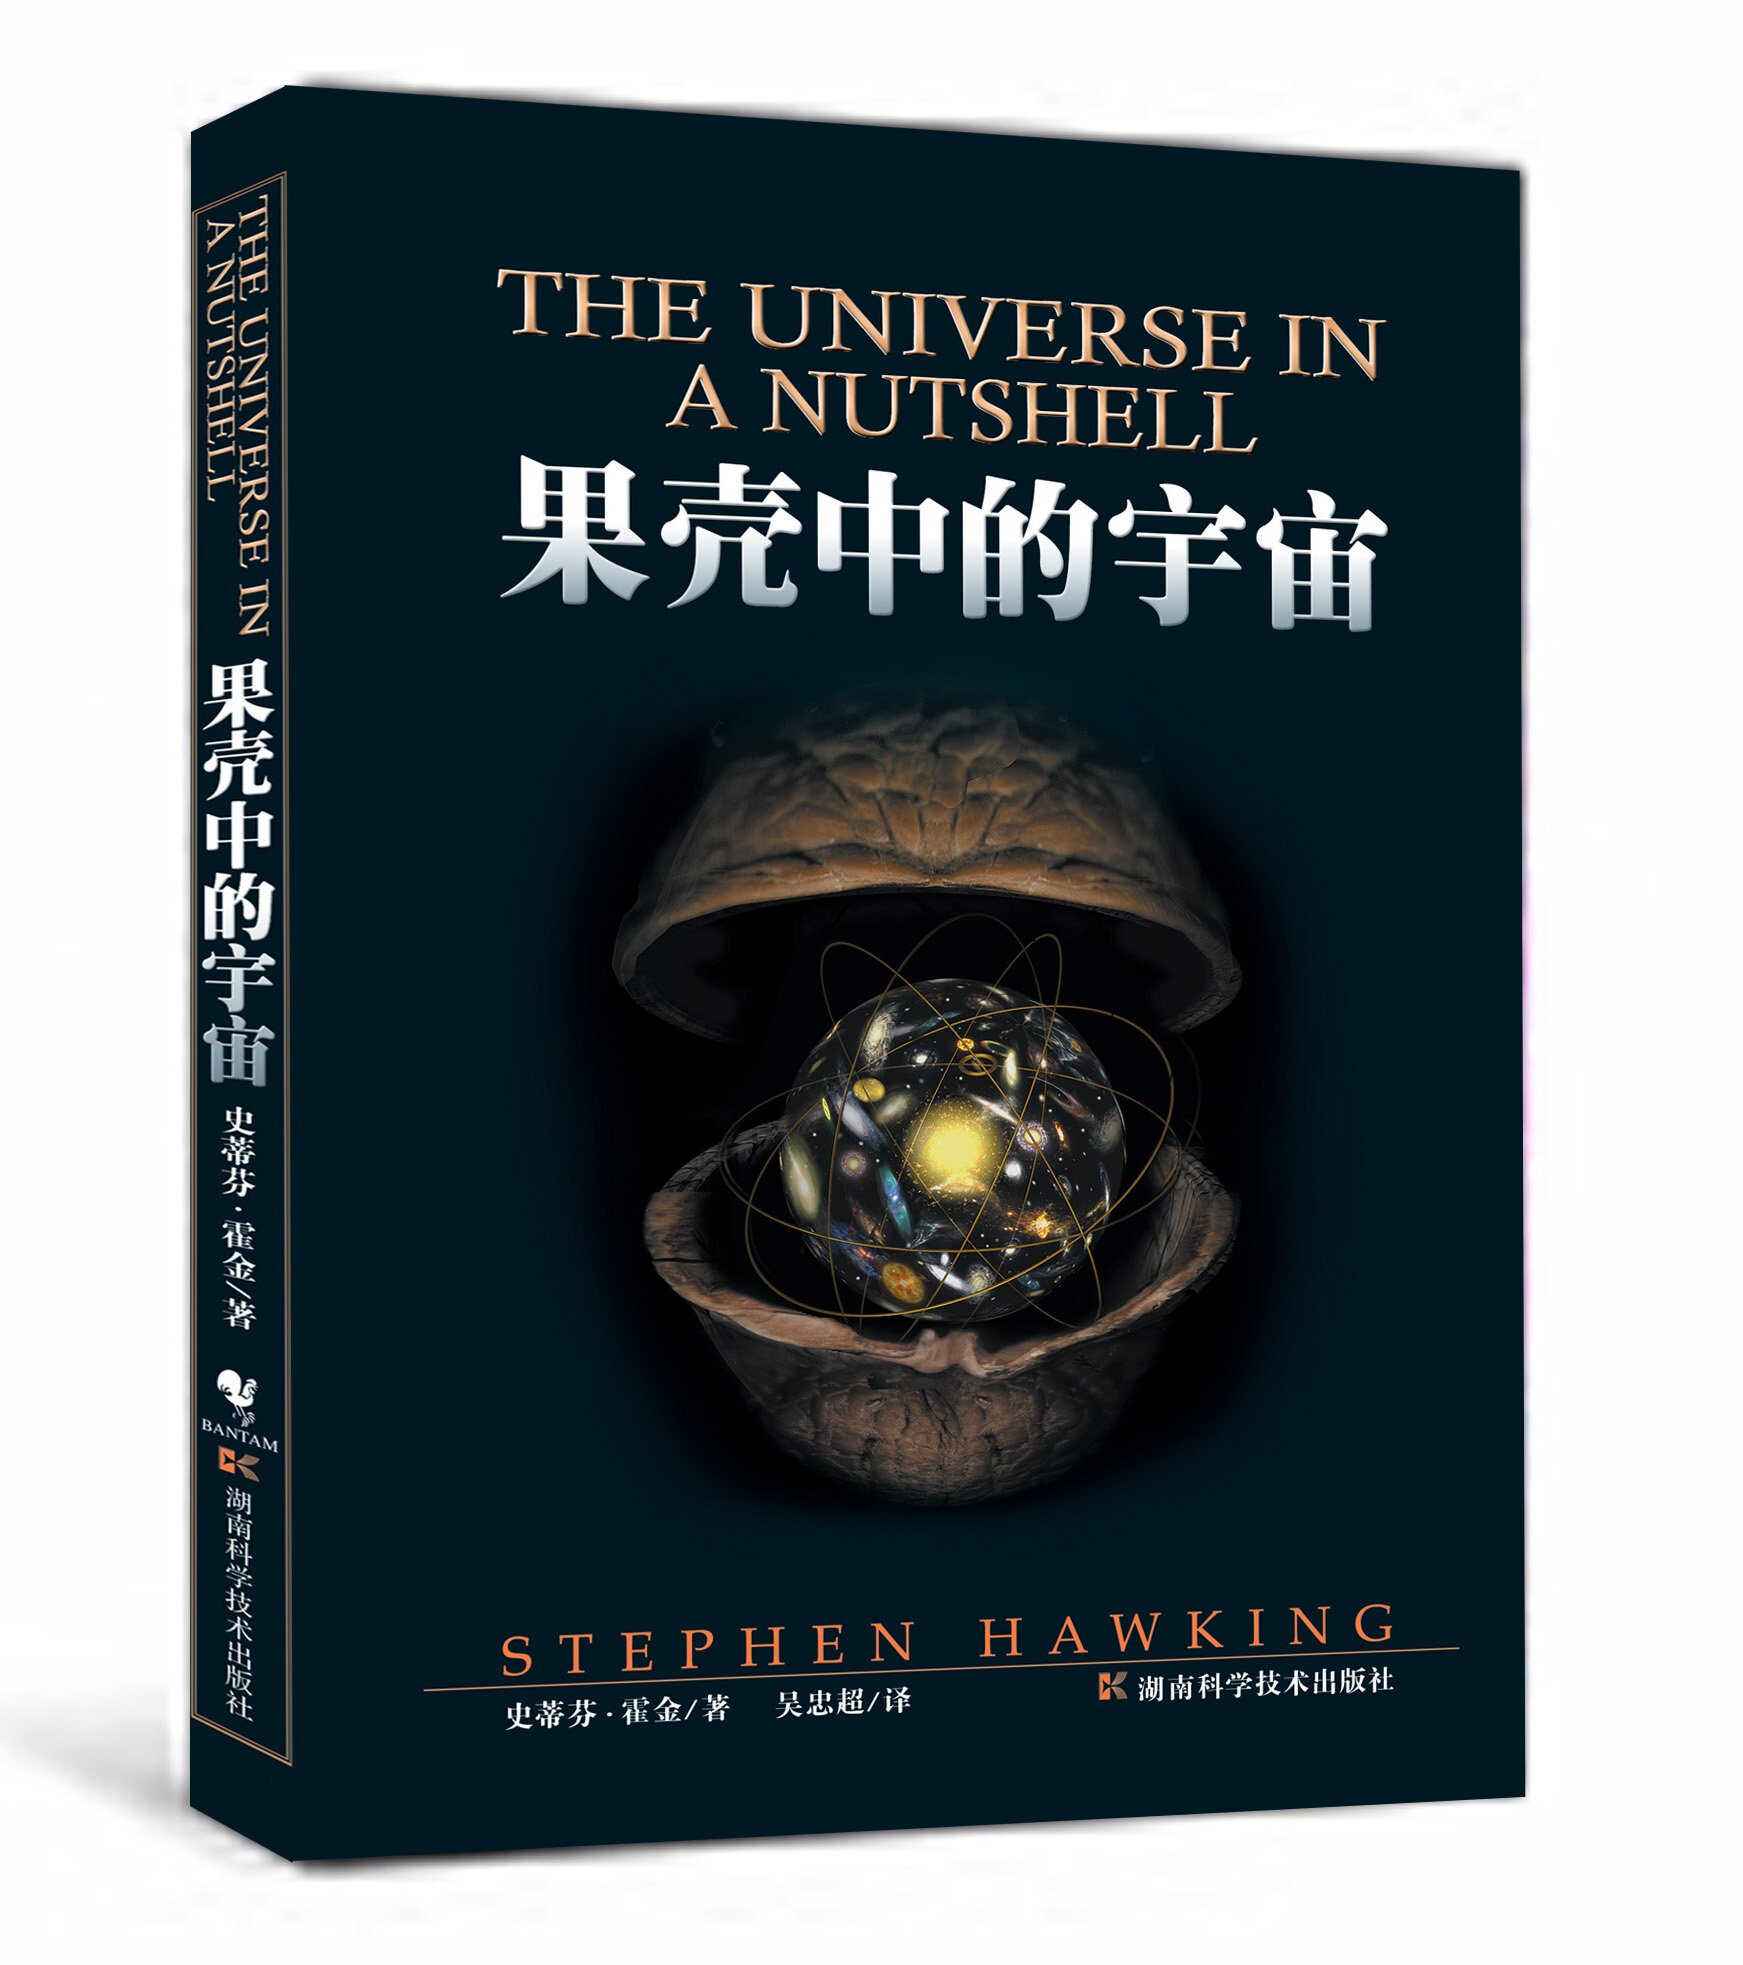 THE UNIVERSE IN
A NUTSHELL
果壳中的宇宙
史蒂芬·霍金/著
BANTAM
湖南科学技术出版社
THE UNIVERSE IN
A NUTSHELL
果壳中的宇宙
STEPHEN HAWKING
史蒂芬·霍金/著 吴忠超/译 湖南科学技术出版社